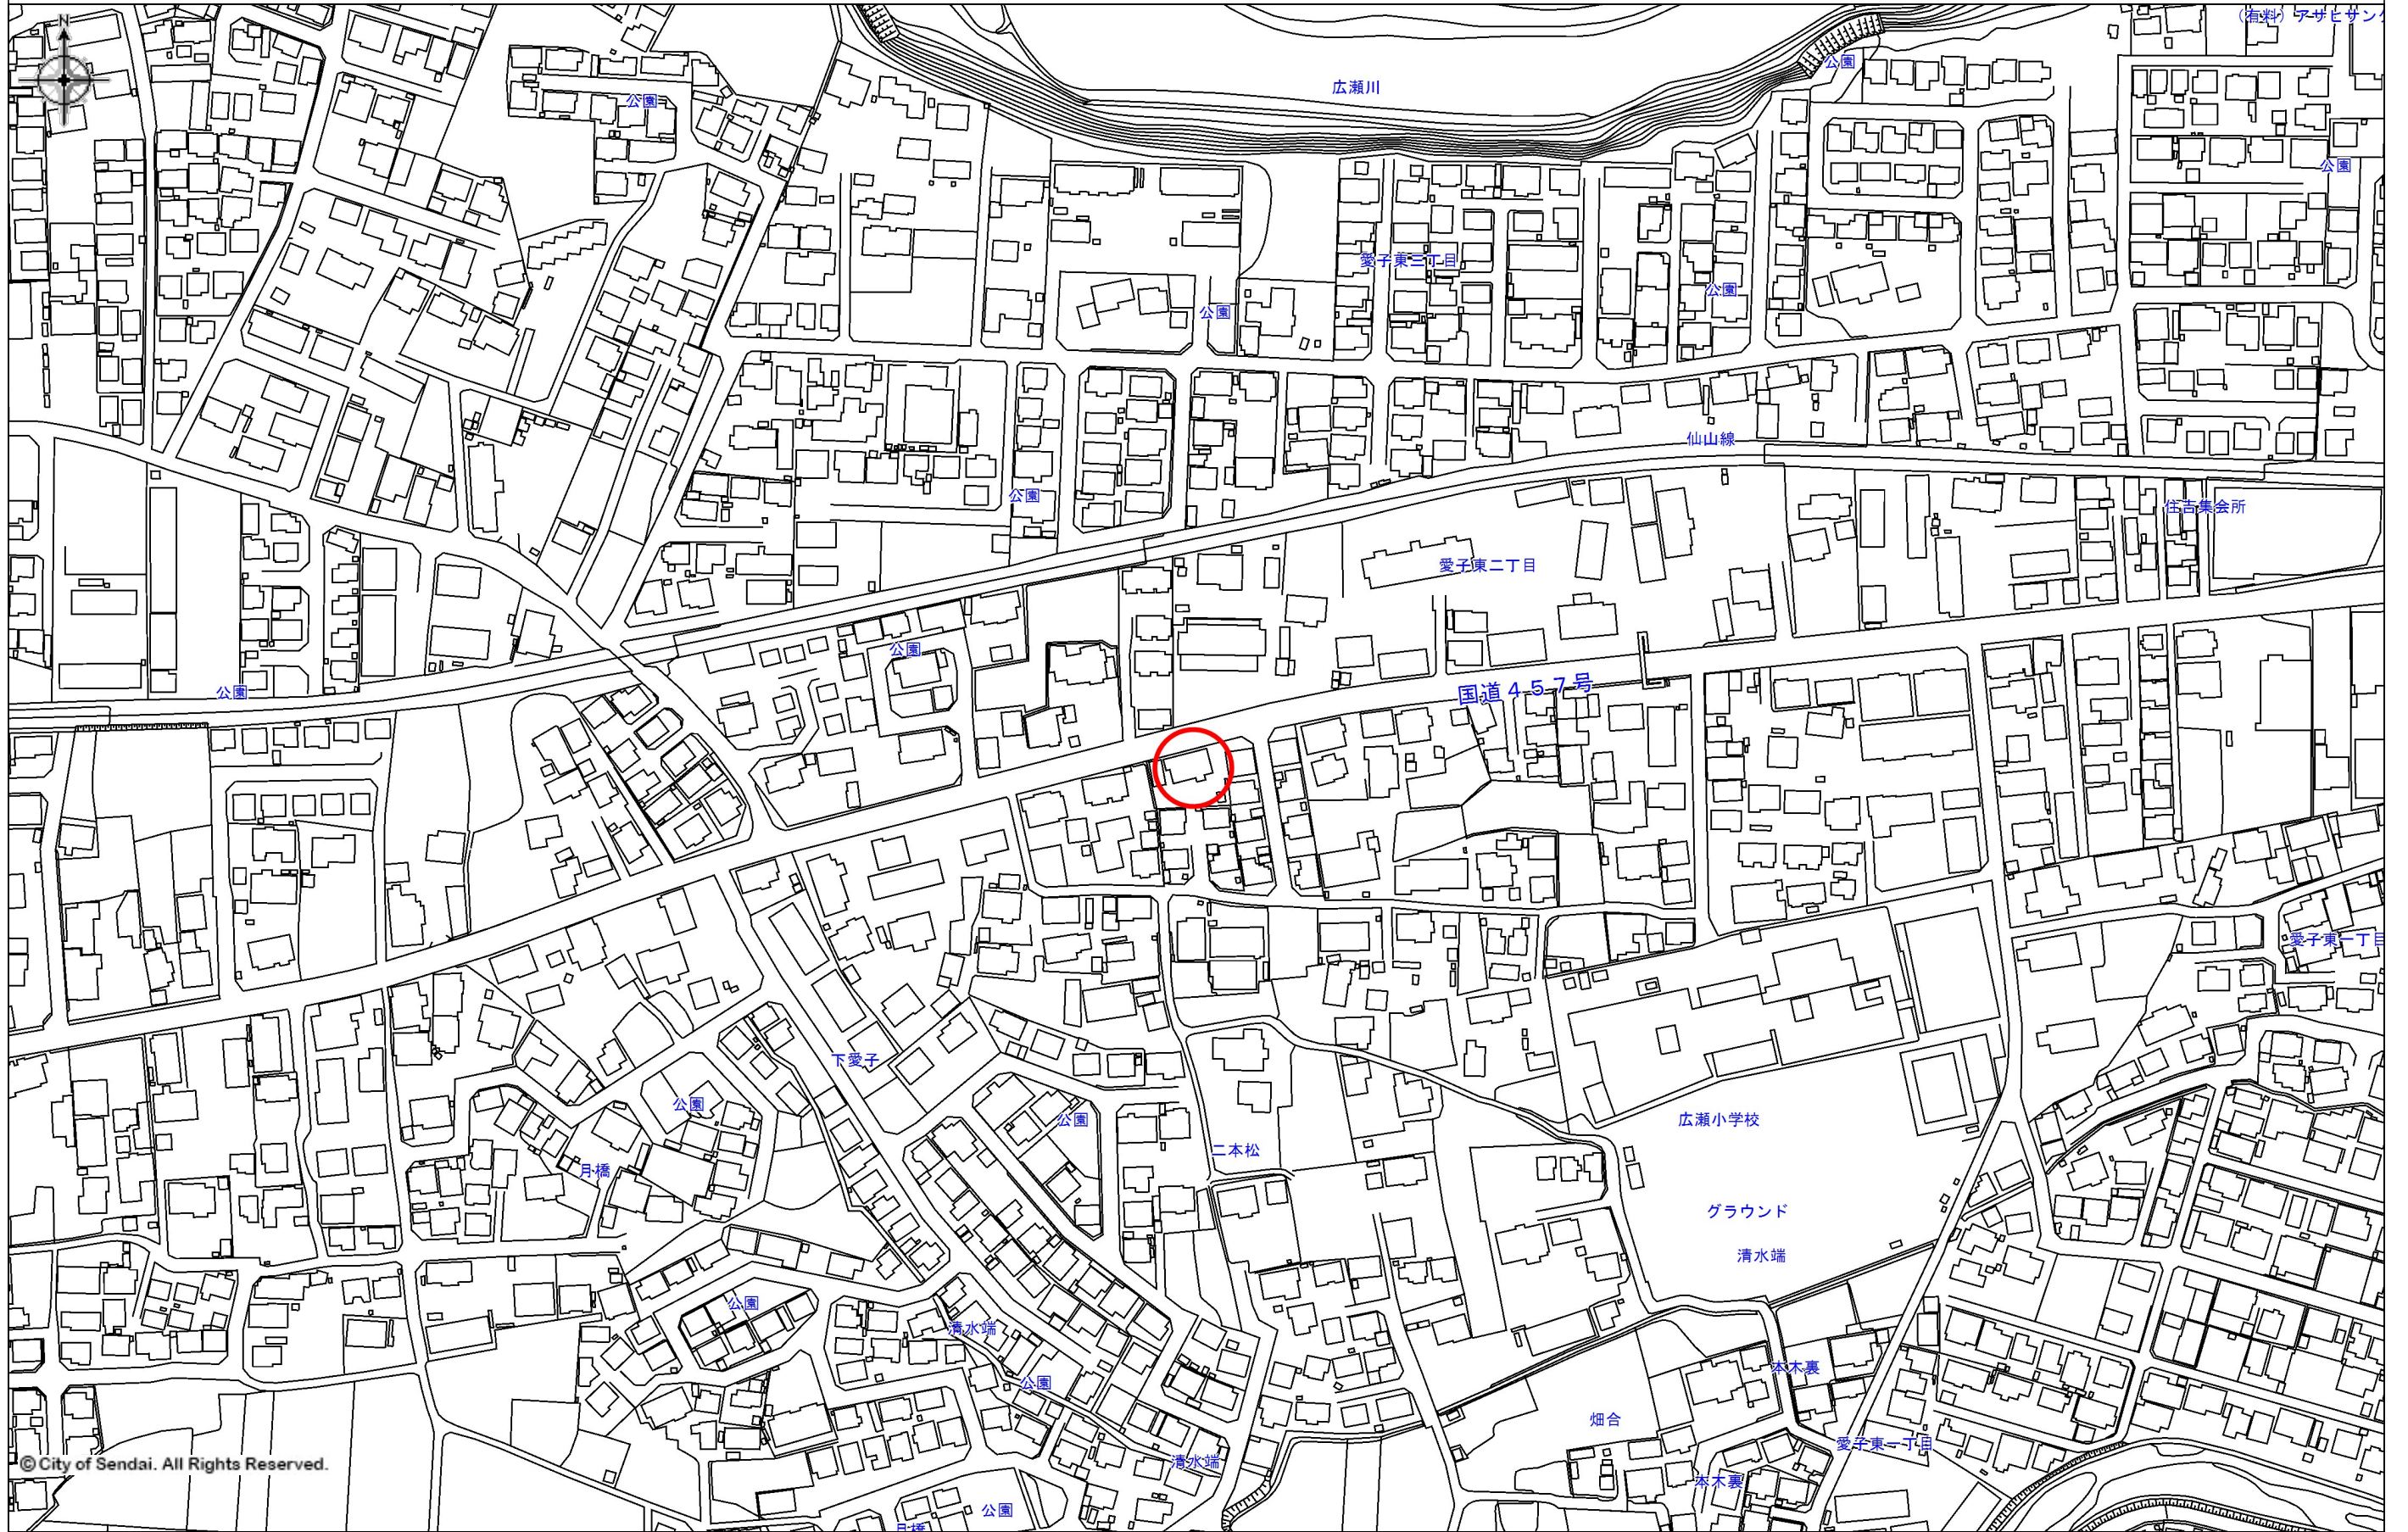 N
(有料)アサヒサンク
公園
広瀬川
公園
公園
愛子東三丁目
公園
公園
仙山線
公園
住吉集会所
愛子東二丁目
公園
国道457号
公園
愛子東一丁目
下愛子
公園
公園
広瀬小学校
二本松
月橋
グラウンド
清水端
公園
清水端
本木裏
公園
畑合
愛子東一丁目
清水端
©City of Sendai. All Rights Reserved.
本木裏
公園
月橋